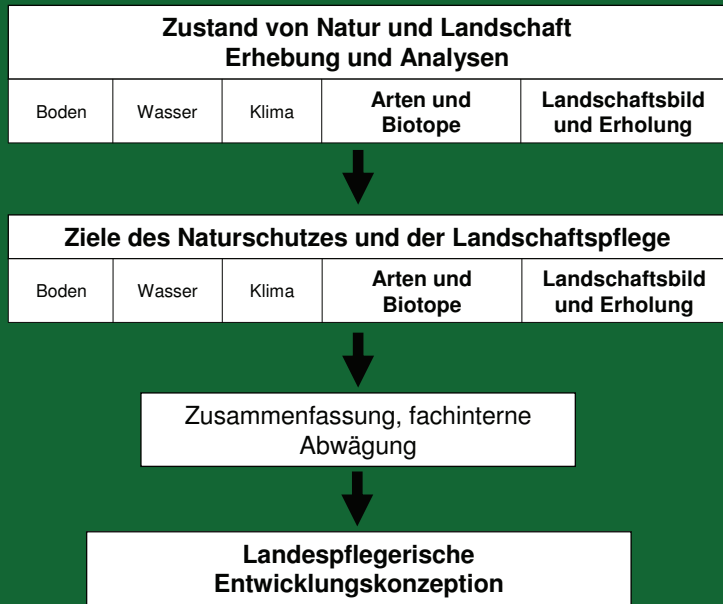 Zustand von Natur und Landschaft
Erhebung und Analysen
Boden
Wasser
Klima
Arten und
Biotope
Landschaftsbild
und Erholung
Ziele des Naturschutzes und der Landschaftspflege
Boden
Wasser
Klima
Arten und
Biotope
Landschaftsbild
und Erholung
Zusammenfassung, fachinterne
Abwägung
Landespflegerische
Entwicklungskonzeption